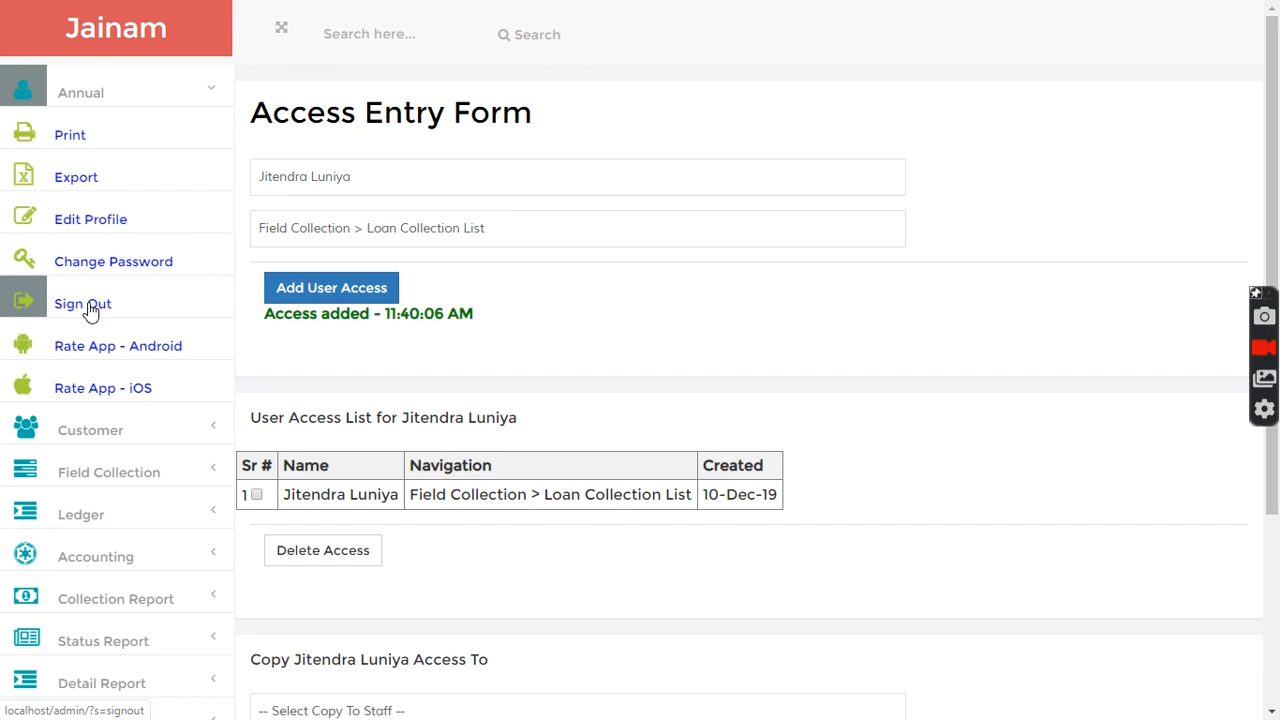 Jainam
Search here...
Search
Annual
Print
Export
Edit Profile
Change Password
Sign Out
Rate App - Android
Rate App - iOS
Customer
Field Collection
Ledger
Accounting
Collection Report
Status Report
Detail Report
localhost/admin/?s=signout
Access Entry Form
Jitendra Luniya
Field Collection > Loan Collection List
Add User Access
Access added - 11:40:06 AM
User Access List for Jitendra Luniya
Sr # Name Navigation Created
1 Jitendra Luniya Field Collection > Loan Collection List 10-Dec-19
Delete Access
Copy Jitendra Luniya Access To
-- Select Copy To Staff --